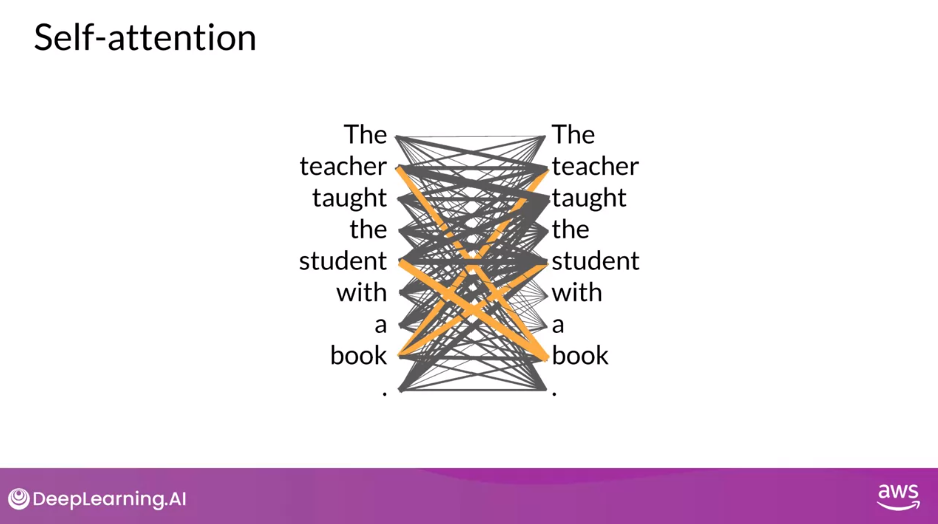 Self-attention
The The
teacher teacher
taught taught
the the
student student
with with
a a
book book
. .
DeepLearning.AI aws